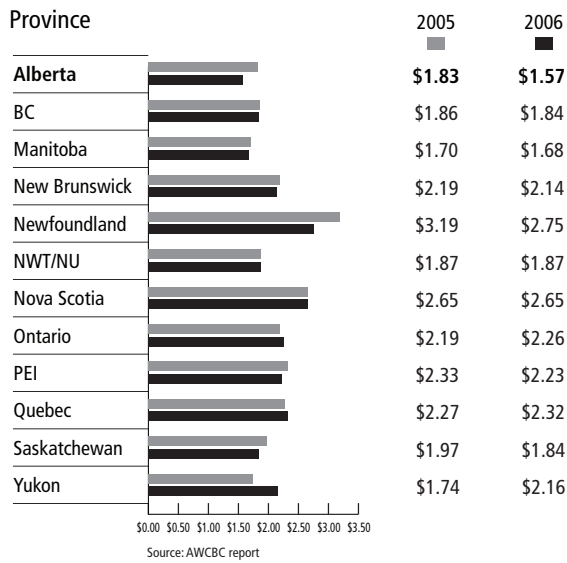 Province 2005 2006
Alberta $1.83 $1.57
BC $1.86 $1.84
Manitoba $1.70 $1.68
New Brunswick $2.19 $2.14
Newfoundland $3.19 $2.75
NWT/NU $1.87 $1.87
Nova Scotia $2.65 $2.65
Ontario $2.19 $2.26
PEI $2.33 $2.23
Quebec $2.27 $2.32
Saskatchewan $1.97 $1.84
Yukon $1.74 $2.16
$0.00 $0.50 $1.00 $1.50 $2.00 $2.50 $3.00 $3.50
Source: AWCBC report